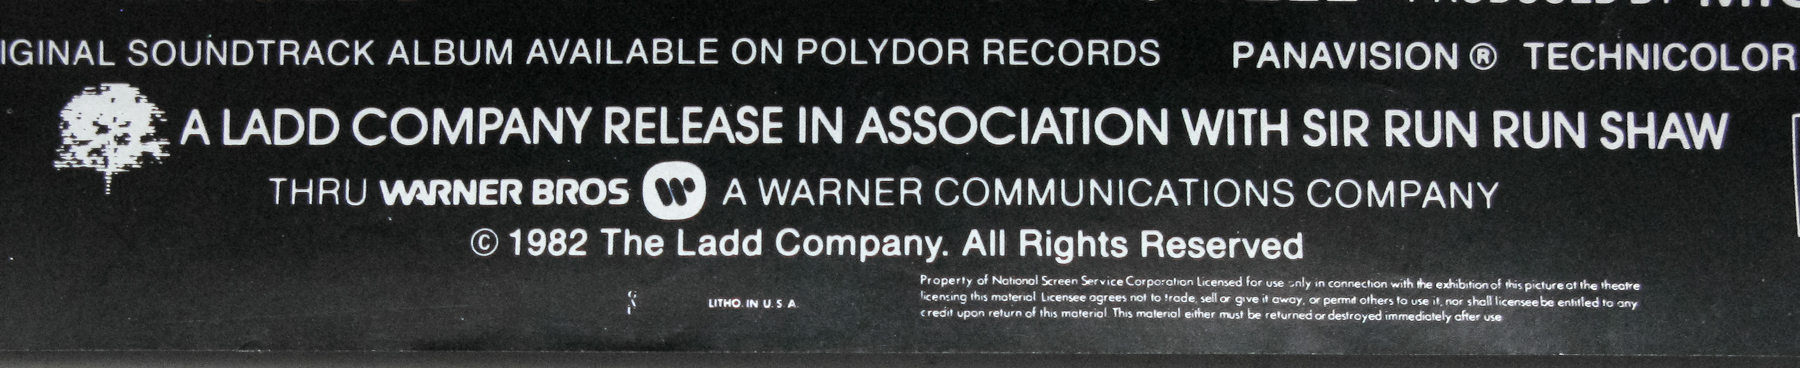 IGINAL SOUNDTRACK ALBUM AVAILABLE ON POLYDOR RECORDS PANAVISION ® TECHNICOLOR
A LADD COMPANY RELEASE IN ASSOCIATION WITH SIR RUN RUN SHAW
THRU WARNER BROS A WARNER COMMUNICATIONS COMPANY
© 1982 The Ladd Company. All Rights Reserved
LITHO. IN U. S. A.
Property of National Screen Service Corporation Licensed for use only in connection with the exhibition of this picture at the theatre
licensing this material. Licensee agrees not to trade, sell or give it away, or permit others to use it, nor shall licensee be entitled to any
credit upon return of this material. This material either must be returned or destroyed immediately after use